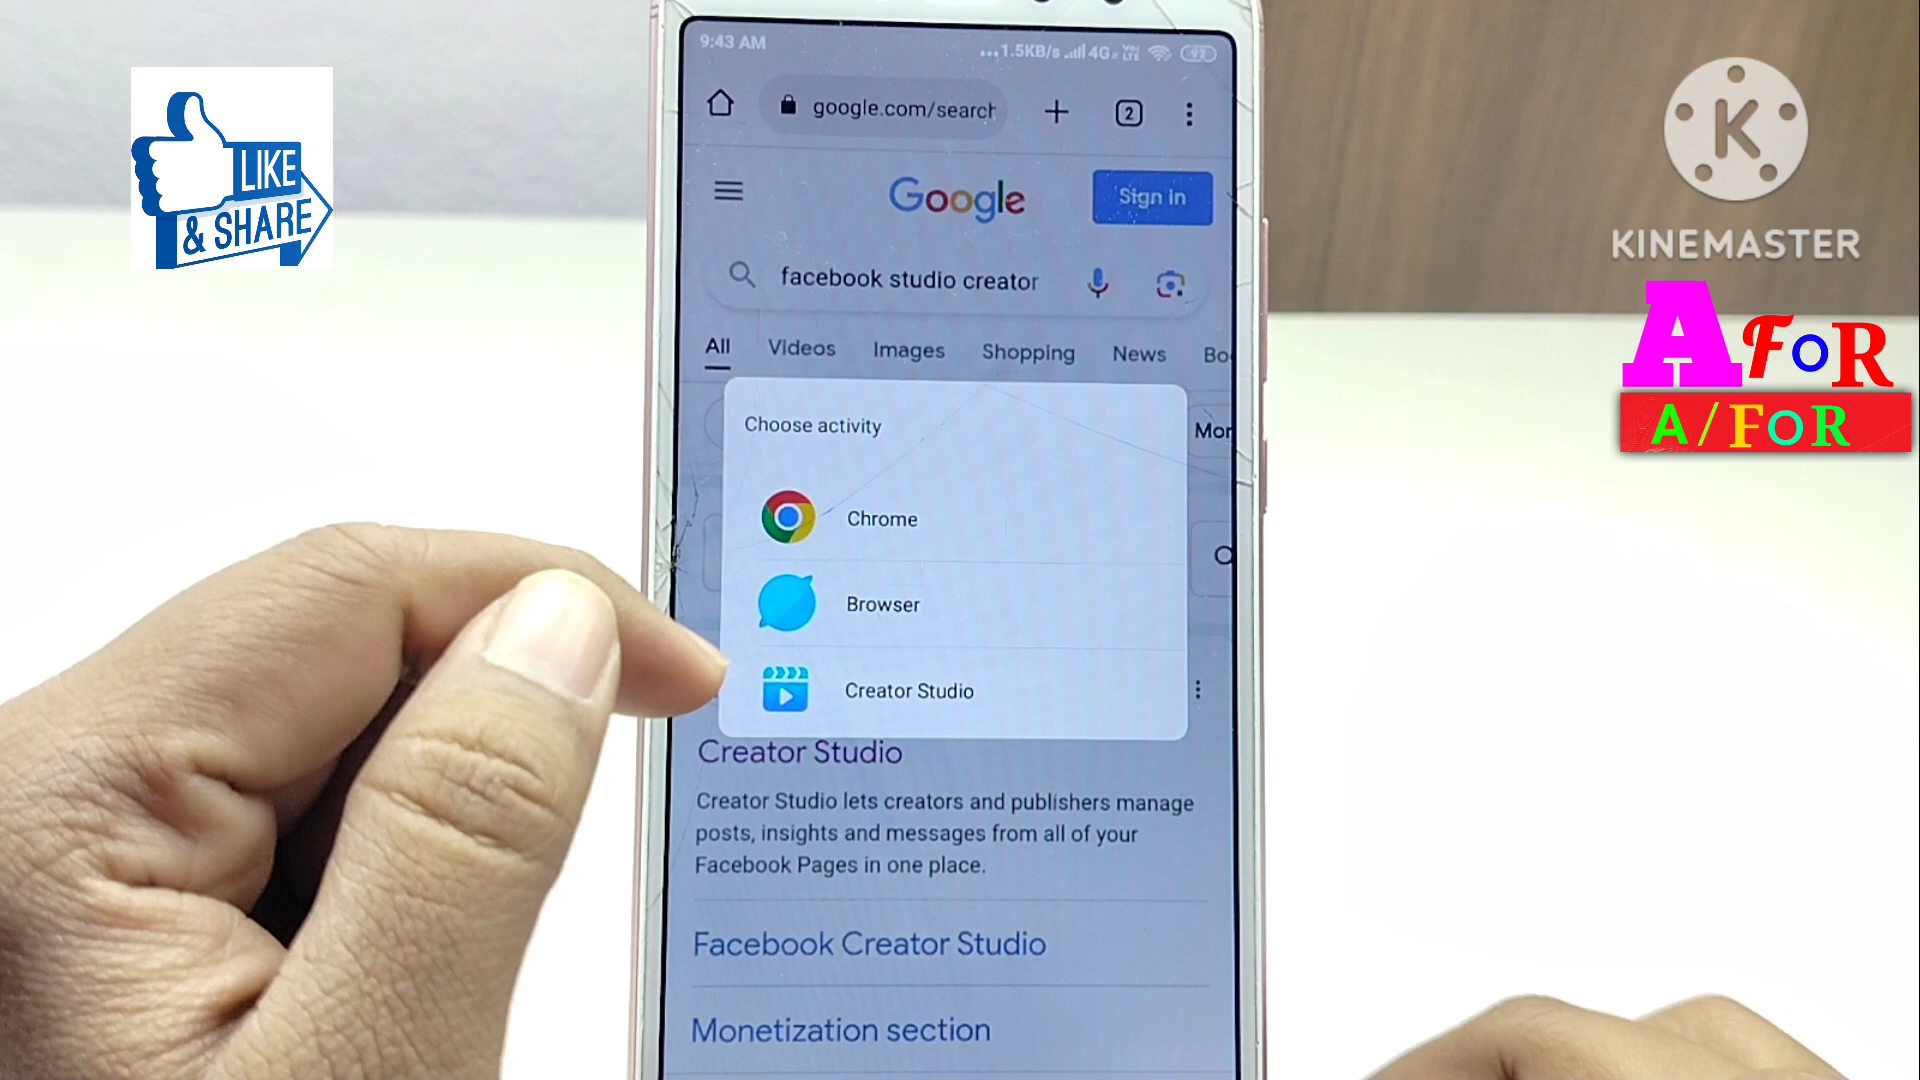 9:43 AM
...1.5KB/s 4G VoLTE 92
google.com/search
2
Google
Sign in
facebook studio creator
All Videos Images Shopping News Bo
Choose activity
Mor
Chrome
Browser
Creator Studio
Creator Studio
Creator Studio lets creators and publishers manage
posts, insights and messages from all of your
Facebook Pages in one place.
Facebook Creator Studio
Monetization section
LIKE
& SHARE
K
KINEMASTER
A FoR
A/FoR